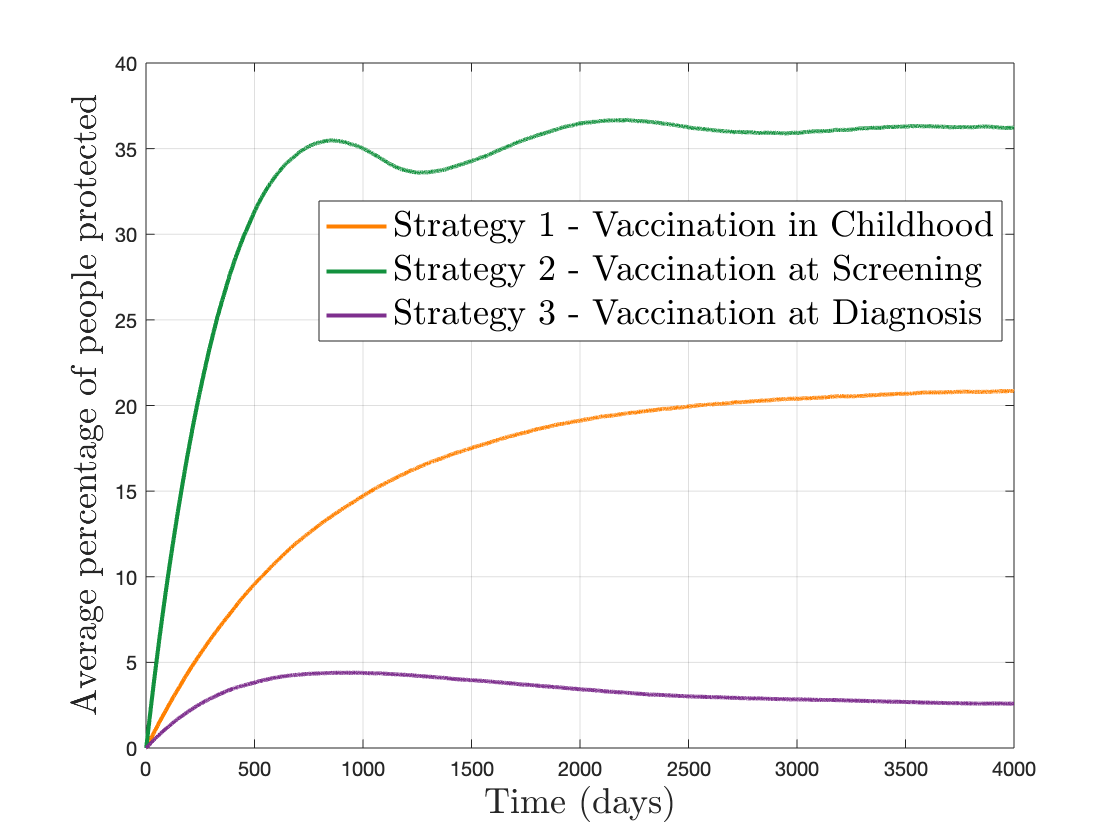 40
35
30
25
20
15
10
5
0
Average percentage of people protected
Strategy 1 - Vaccination in Childhood
Strategy 2 - Vaccination at Screening
Strategy 3 - Vaccination at Diagnosis
0 500 1000 1500 2000 2500 3000 3500 4000
Time (days)